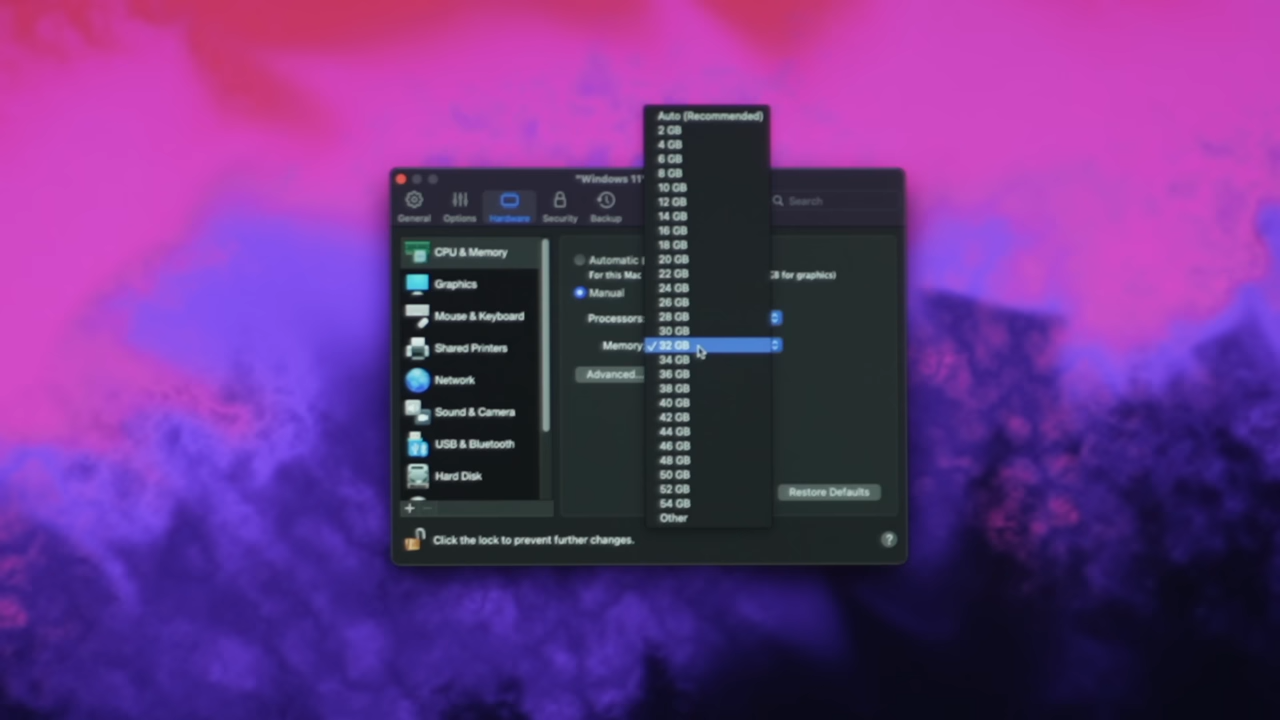 "Windows 11"
General
Options
Hardware
Security
Backup
Search
CPU & Memory
Graphics
Mouse & Keyboard
Shared Printers
Network
Sound & Camera
USB & Bluetooth
Hard Disk
Automatic
For this Mac
GB for graphics)
Manual
Processors:
Memory
Advanced...
Auto (Recommended)
2 GB
4 GB
6 GB
8 GB
10 GB
12 GB
14 GB
16 GB
18 GB
20 GB
22 GB
24 GB
26 GB
28 GB
30 GB
✓ 32 GB
34 GB
36 GB
38 GB
40 GB
42 GB
44 GB
46 GB
48 GB
50 GB
52 GB
54 GB
Other
Restore Defaults
+ −
Click the lock to prevent further changes.
?